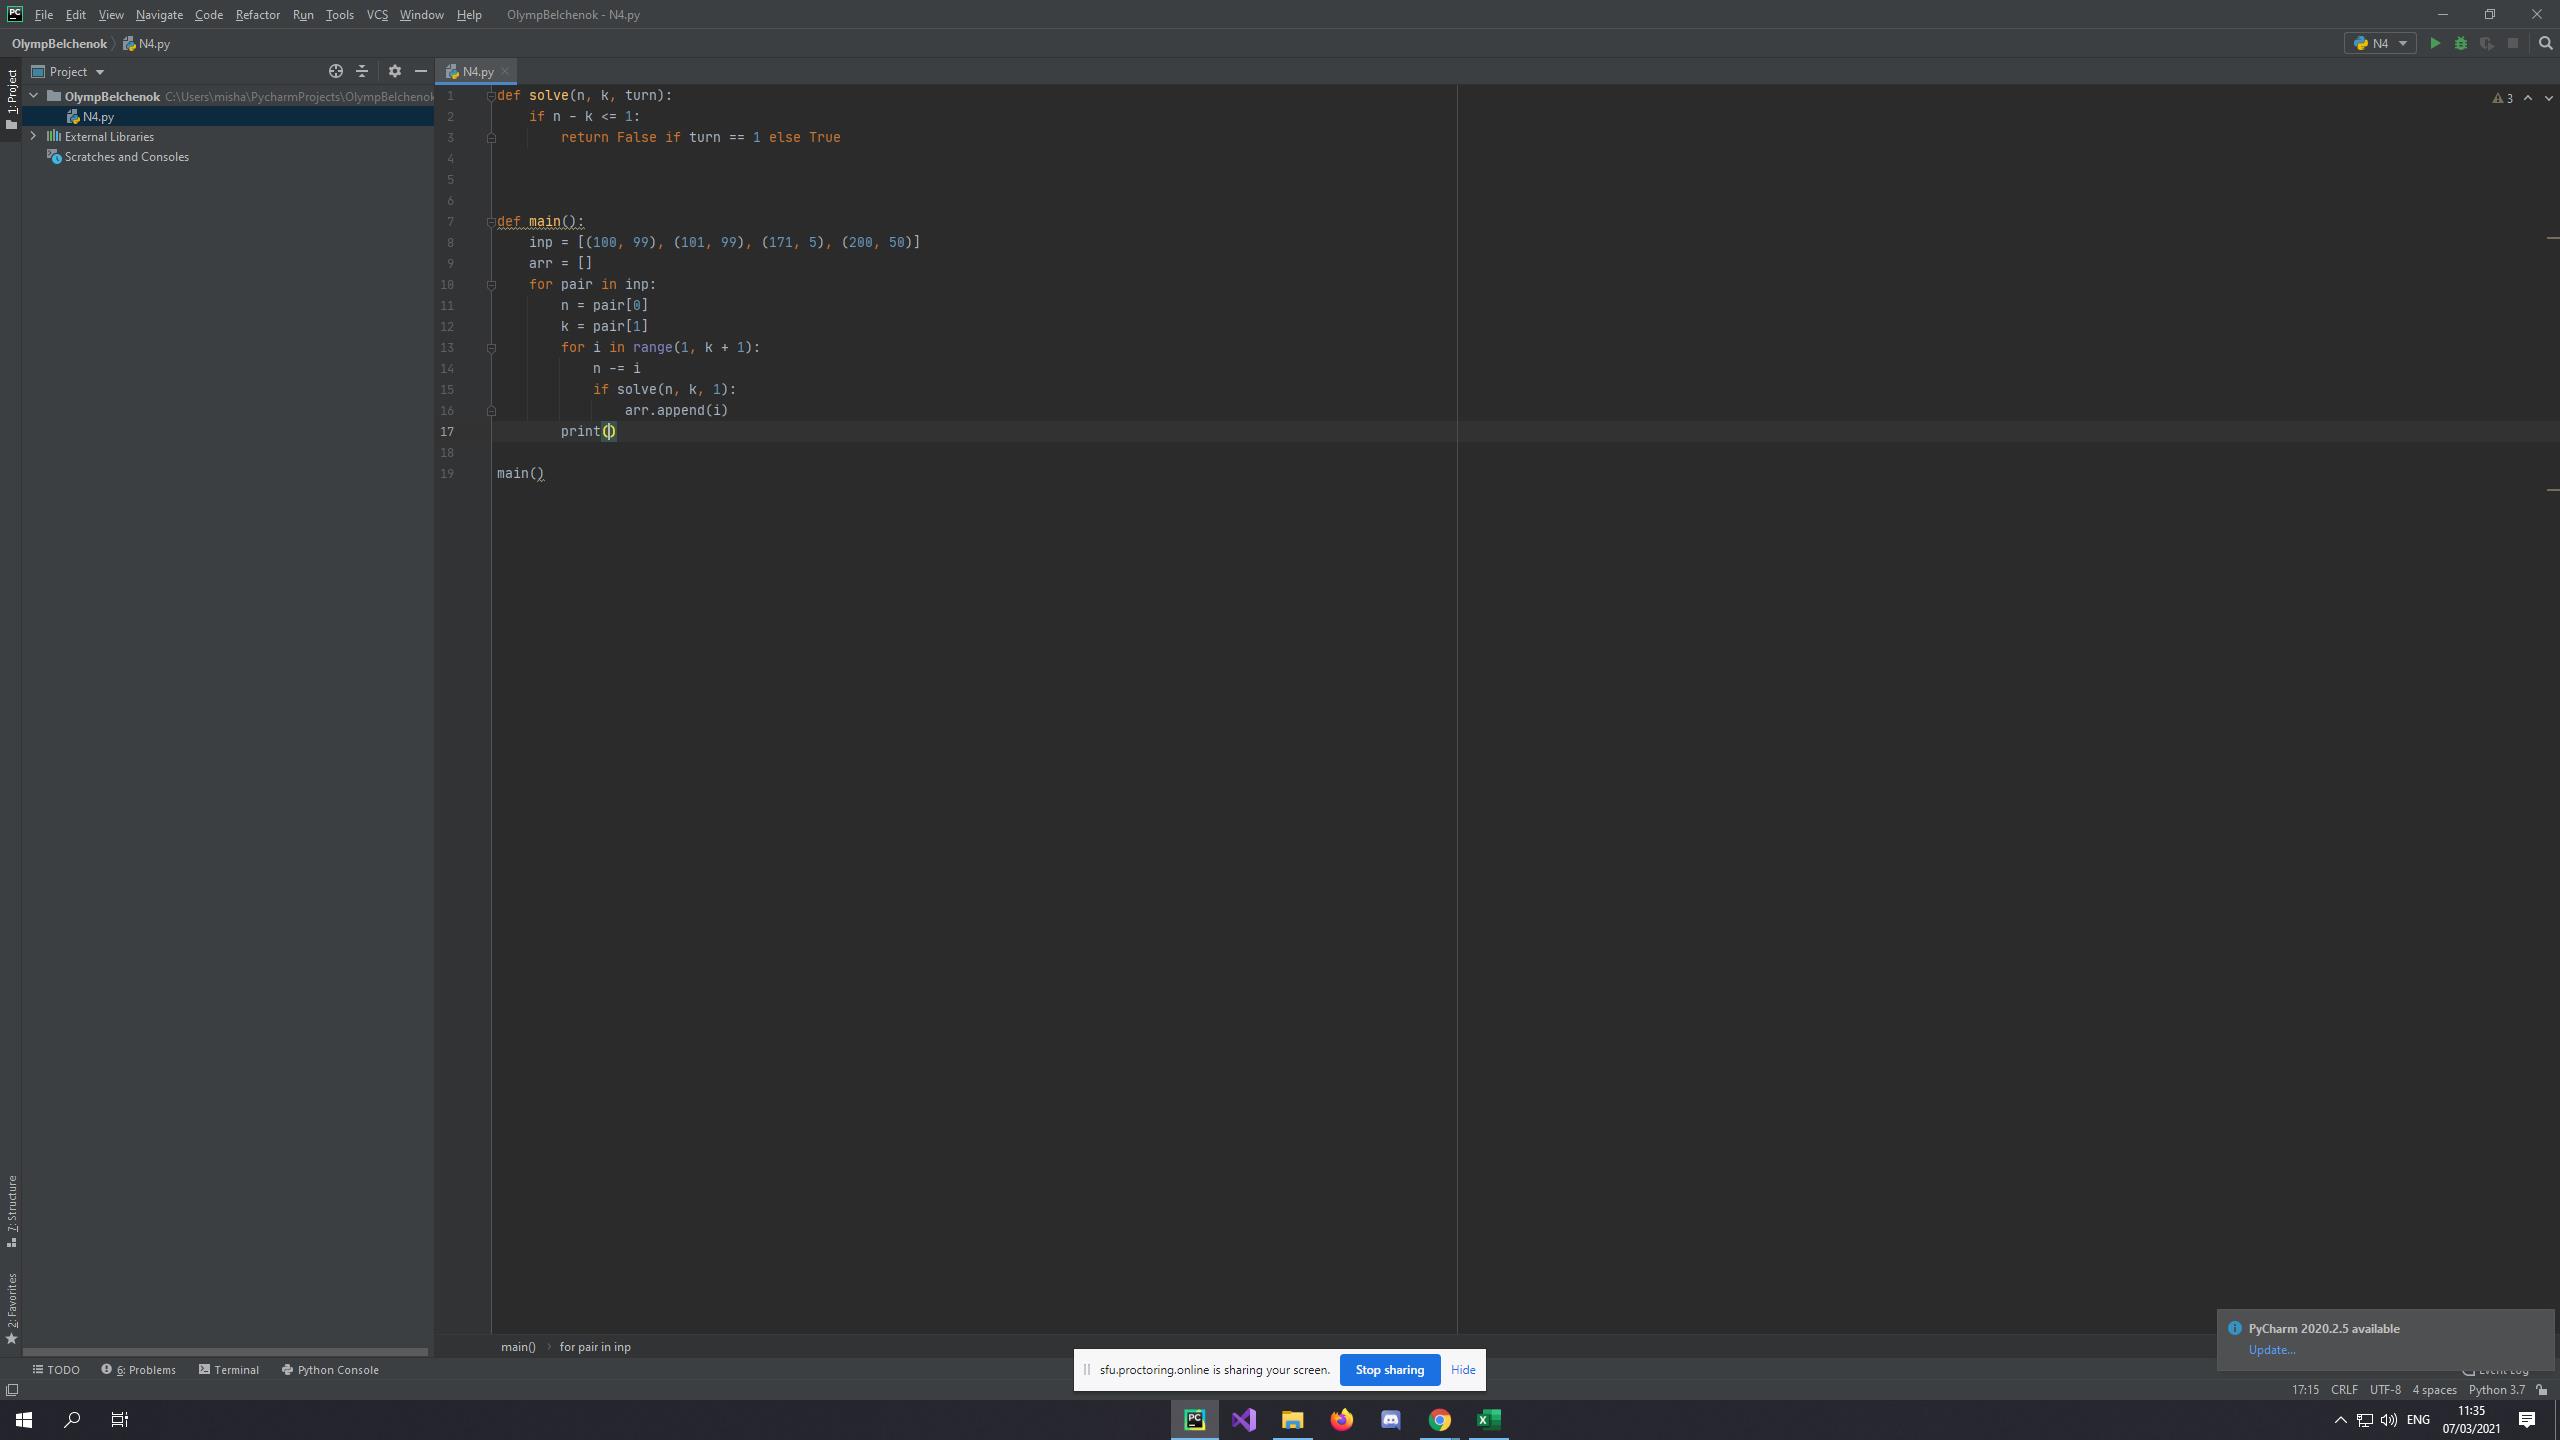 PC File Edit View Navigate Code Refactor Run Tools VCS Window Help OlympBelchenok - N4.py
OlympBelchenok N4.py N4
1: Project Project N4.py
OlympBelchenok C:\Users\misha\PycharmProjects\OlympBelchenok
N4.py
External Libraries
Scratches and Consoles
1 def solve(n, k, turn):
2 if n - k <= 1:
3 return False if turn == 1 else True
4
5
6
7 def main():
8 inp = [(100, 99), (101, 99), (171, 5), (200, 50)]
9 arr = []
10 for pair in inp:
11 n = pair[0]
12 k = pair[1]
13 for i in range(1, k + 1):
14 n -= i
15 if solve(n, k, 1):
16 arr.append(i)
17 print()
18
19 main()
3
7: Structure
2: Favorites
main() for pair in inp
PyCharm 2020.2.5 available
Update...
TODO 6: Problems Terminal Python Console Event Log
sfu.proctoring.online is sharing your screen. Stop sharing Hide
17:15 CRLF UTF-8 4 spaces Python 3.7
PC ENG 11:35
07/03/2021